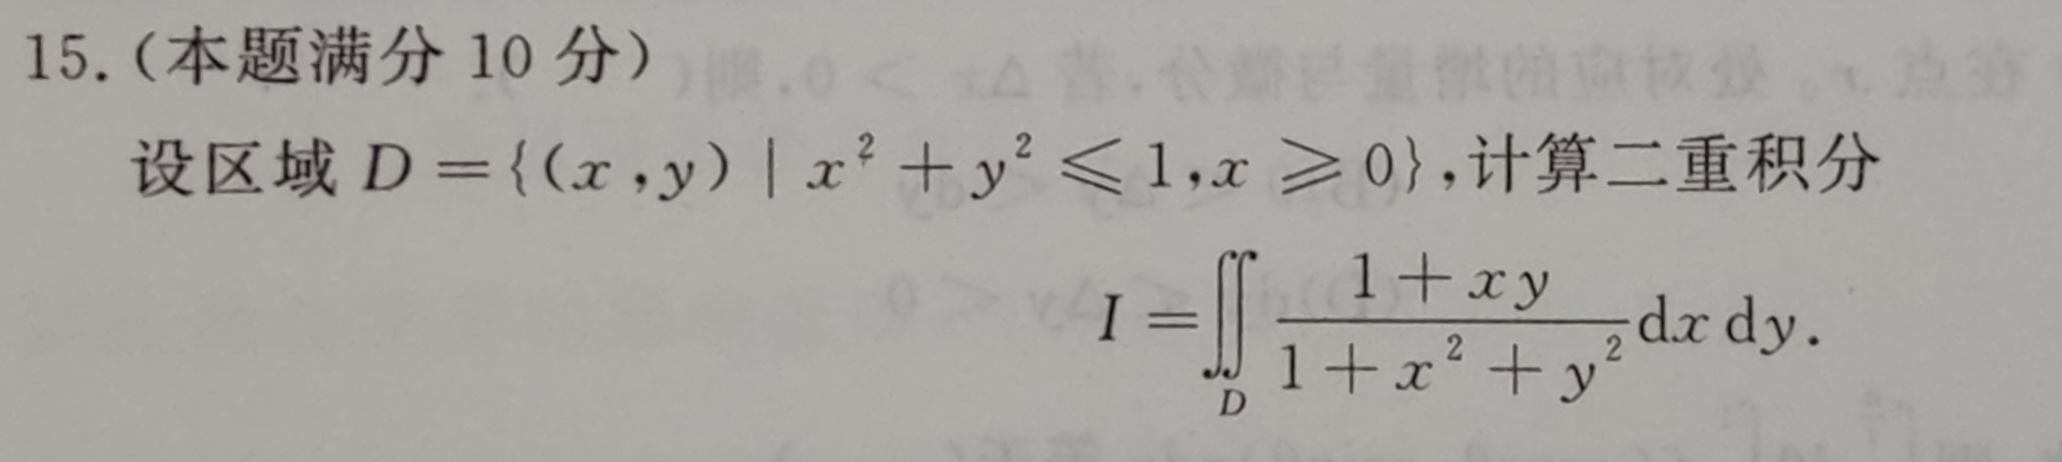 15.(本题满分 10 分)
设区域 D={(x,y)| x²+y²⩽1,x⩾0},计算二重积分
I=∬_D (1+xy)/(1+x²+y²) dx dy.